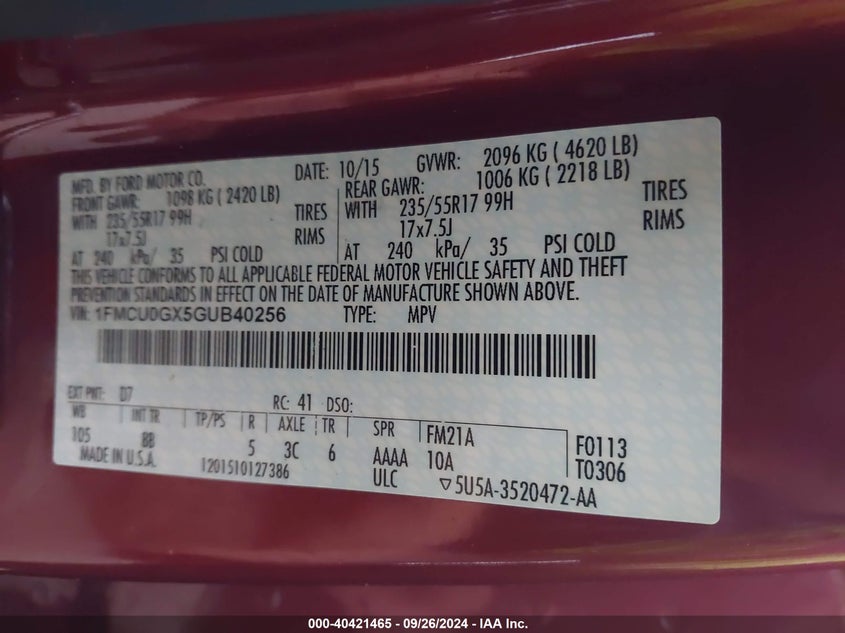 MFD. BY FORD MOTOR CO.
DATE: 10/15 GVWR: 2096 KG ( 4620 LB)
FRONT GAWR: 1098 KG ( 2420 LB)
REAR GAWR: 1006 KG ( 2218 LB)
WITH 235/55R17 99H TIRES
WITH 235/55R17 99H TIRES
17x7.5J RIMS
17x7.5J RIMS
AT 240 kPa/ 35 PSI COLD
AT 240 kPa/ 35 PSI COLD
THIS VEHICLE CONFORMS TO ALL APPLICABLE FEDERAL MOTOR VEHICLE SAFETY AND THEFT
PREVENTION STANDARDS IN EFFECT ON THE DATE OF MANUFACTURE SHOWN ABOVE.
VIN: 1FMCU0GX5GUB40256 TYPE: MPV
EXT PNT: D7 RC: 41 DSO:
WB INT TR TP/PS R AXLE TR SPR FM21A F0113
105 BB 5 3C 6 AAAA 10A T0306
MADE IN U.S.A. 1201510127386 ULC ▽5U5A-3520472-AA
000-40421465 - 09/26/2024 - IAA Inc.